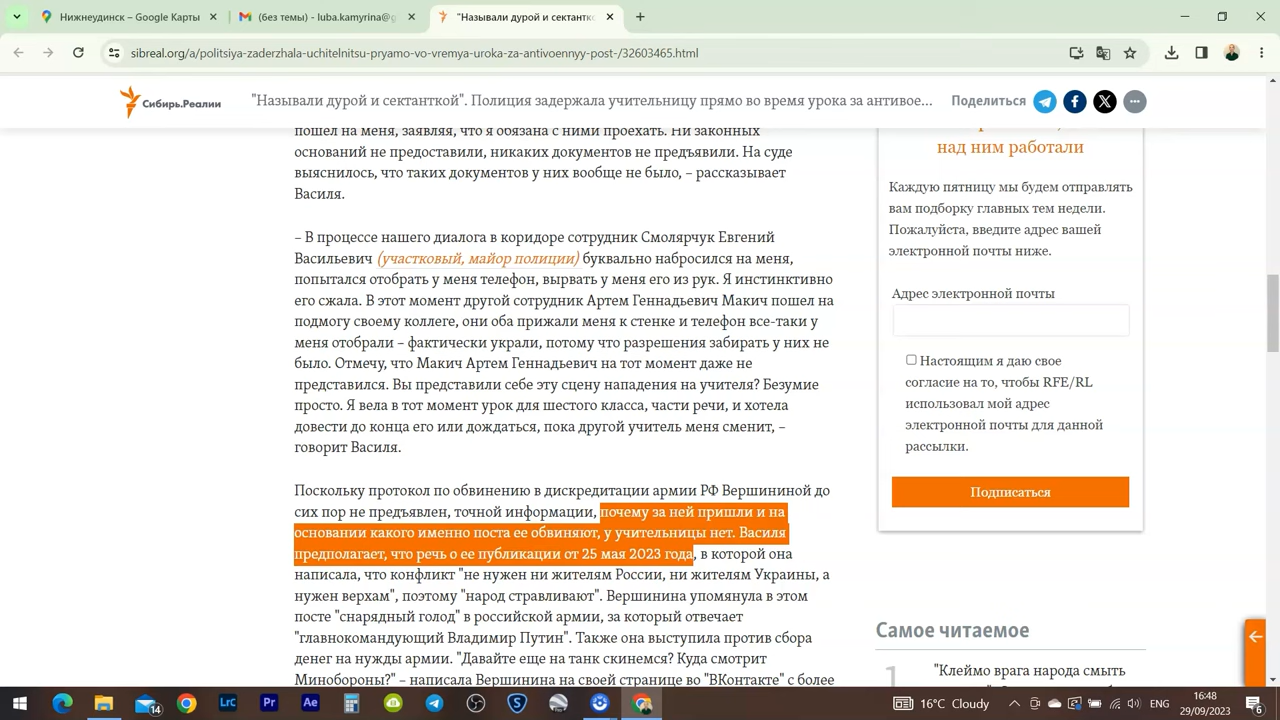 Нижнеудинск – Google Карты
(без темы) - luba.kamyrina@g
"Называли дурой и сектантко
sibreal.org/a/politsiya-zaderzhala-uchitelnitsu-pryamo-vo-vremya-uroka-za-antivoennyy-post-/32603465.html
Сибирь.Реалии
"Называли дурой и сектанткой". Полиция задержала учительницу прямо во время урока за антивое...
Поделиться
пошел на меня, заявляя, что я обязана с ними проехать. Ни законных
оснований не предоставили, никаких документов не предъявили. На суде
выяснилось, что таких документов у них вообще не было, – рассказывает
Василя.
– В процессе нашего диалога в коридоре сотрудник Смолярчук Евгений
Васильевич (участковый, майор полиции) буквально набросился на меня,
попытался отобрать у меня телефон, вырвать у меня его из рук. Я инстинктивно
его сжала. В этот момент другой сотрудник Артем Геннадьевич Макич пошел на
подмогу своему коллеге, они оба прижали меня к стенке и телефон все-таки у
меня отобрали – фактически украли, потому что разрешения забирать у них не
было. Отмечу, что Макич Артем Геннадьевич на тот момент даже не
представился. Вы представили себе эту сцену нападения на учителя? Безумие
просто. Я вела в тот момент урок для шестого класса, части речи, и хотела
довести до конца его или дождаться, пока другой учитель меня сменит, –
говорит Василя.
Поскольку протокол по обвинению в дискредитации армии РФ Вершининой до
сих пор не предъявлен, точной информации, почему за ней пришли и на
основании какого именно поста ее обвиняют, у учительницы нет. Василя
предполагает, что речь о ее публикации от 25 мая 2023 года, в которой она
написала, что конфликт "не нужен ни жителям России, ни жителям Украины, а
нужен верхам", поэтому "народ стравливают". Вершинина упомянула в этом
посте "снарядный голод" в российской армии, за который отвечает
"главнокомандующий Владимир Путин". Также она выступила против сбора
денег на нужды армии. "Давайте еще на танк скинемся? Куда смотрит
Минобороны?" – написала Вершинина на своей странице во "ВКонтакте" с более
над ним работали
Каждую пятницу мы будем отправлять
вам подборку главных тем недели.
Пожалуйста, введите адрес вашей
электронной почты ниже.
Адрес электронной почты
Настоящим я даю свое
согласие на то, чтобы RFE/RL
использовал мой адрес
электронной почты для данной
рассылки.
Подписаться
Самое читаемое
1
"Клеймо врага народа смыть
14
LrC
Pr
Ae
16°C Cloudy
ENG
16:48
29/09/2023
6